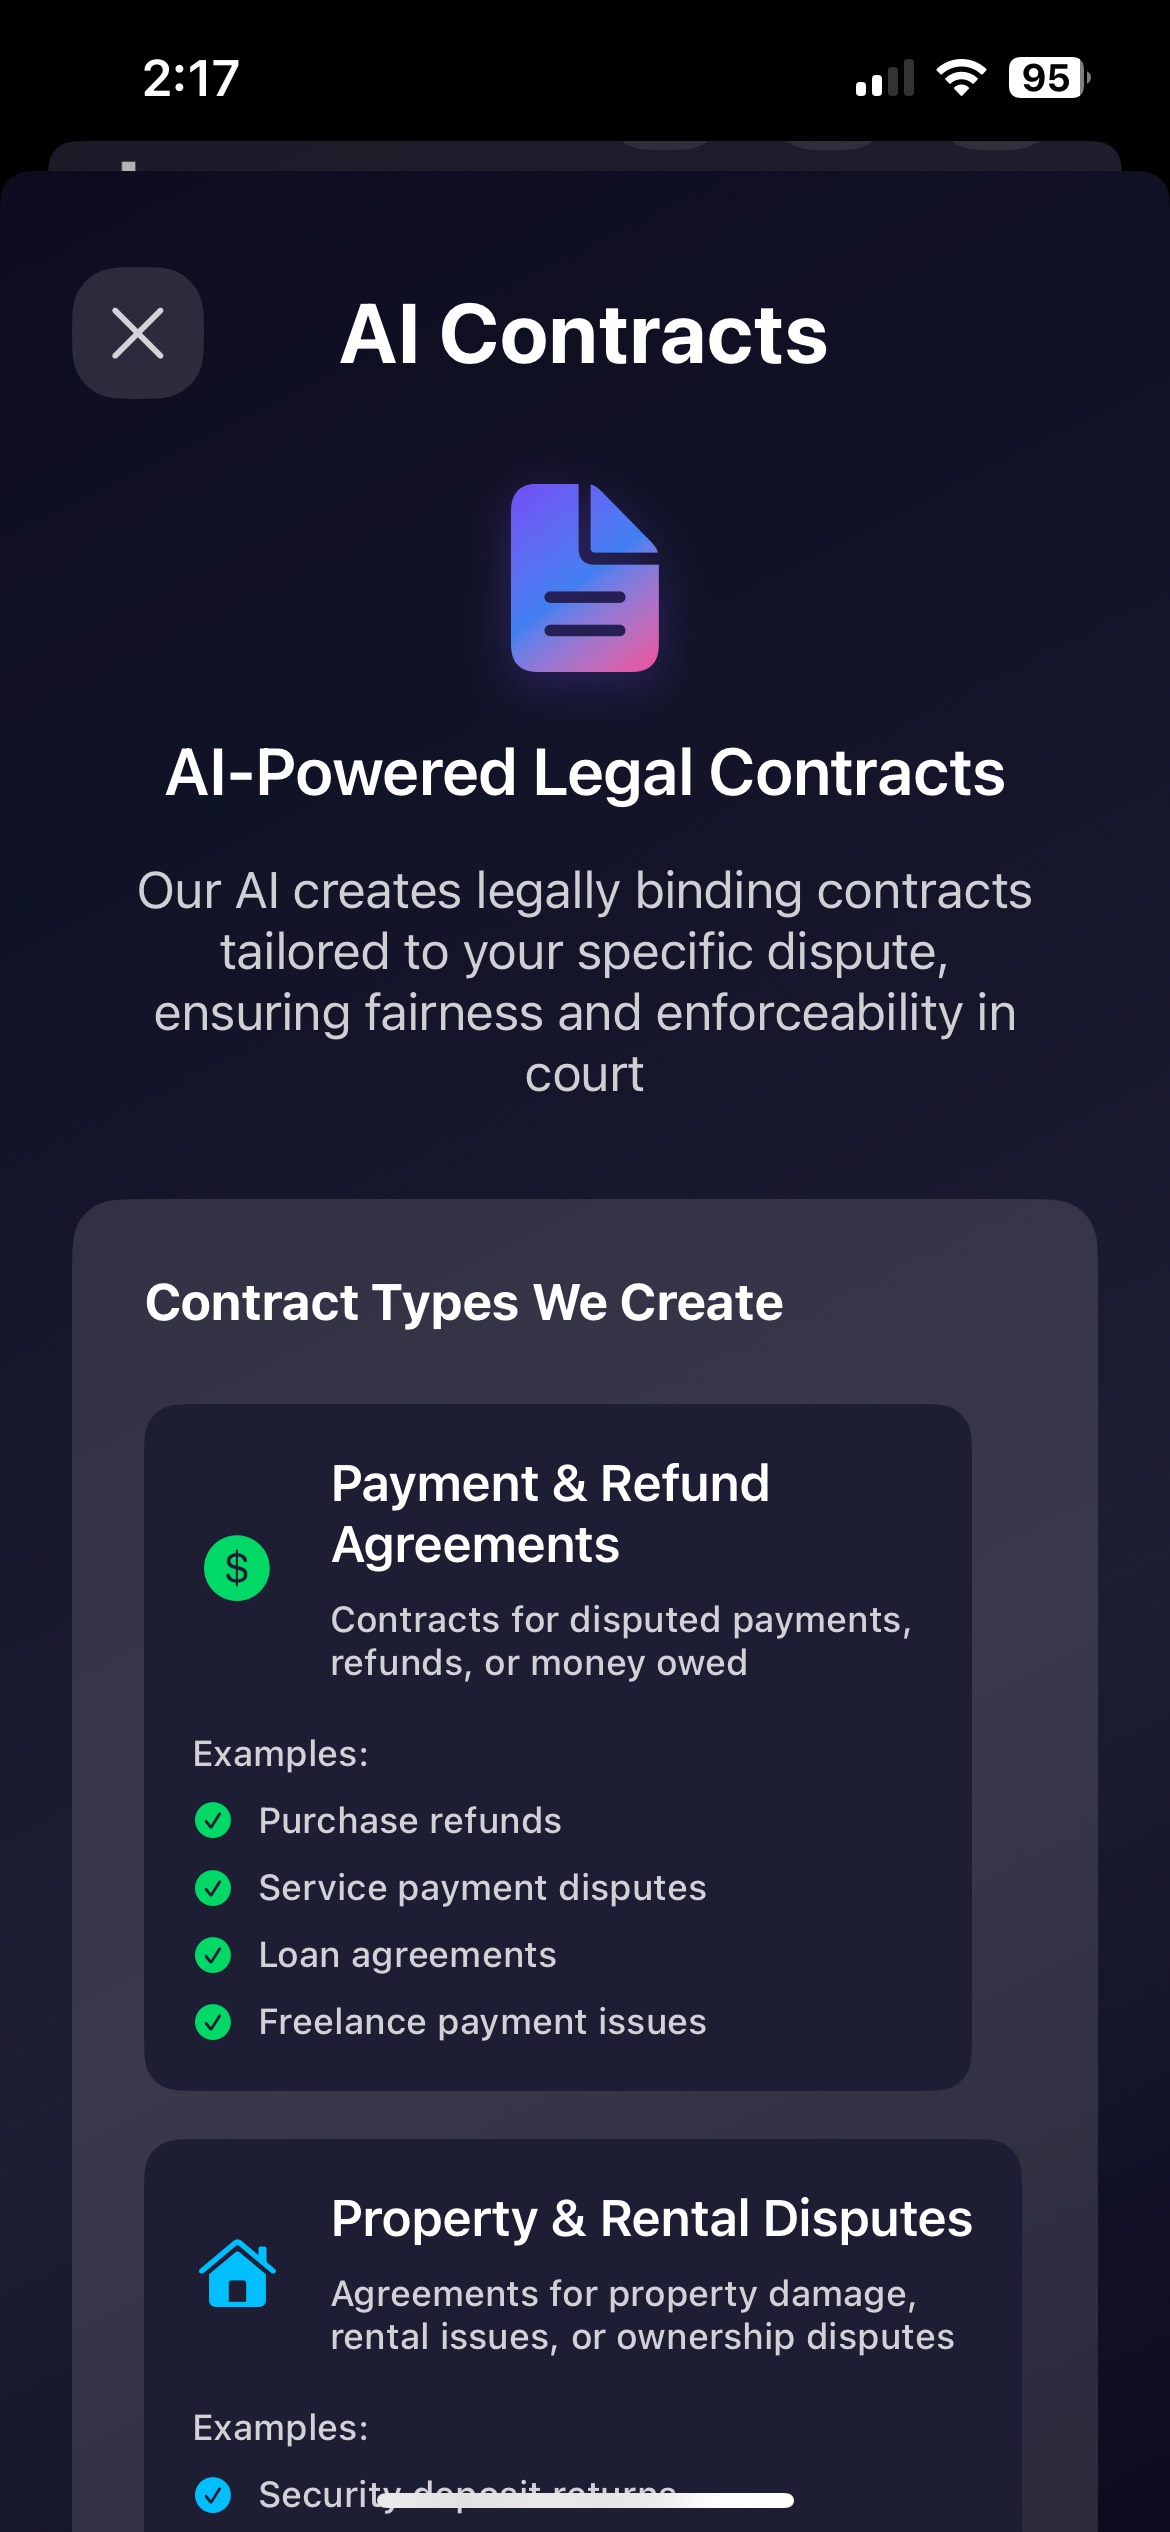 2:17
95
AI Contracts
AI-Powered Legal Contracts
Our AI creates legally binding contracts
tailored to your specific dispute,
ensuring fairness and enforceability in
court
Contract Types We Create
Payment & Refund
Agreements
$
Contracts for disputed payments,
refunds, or money owed
Examples:
Purchase refunds
Service payment disputes
Loan agreements
Freelance payment issues
Property & Rental Disputes
Agreements for property damage,
rental issues, or ownership disputes
Examples:
Security deposit returns